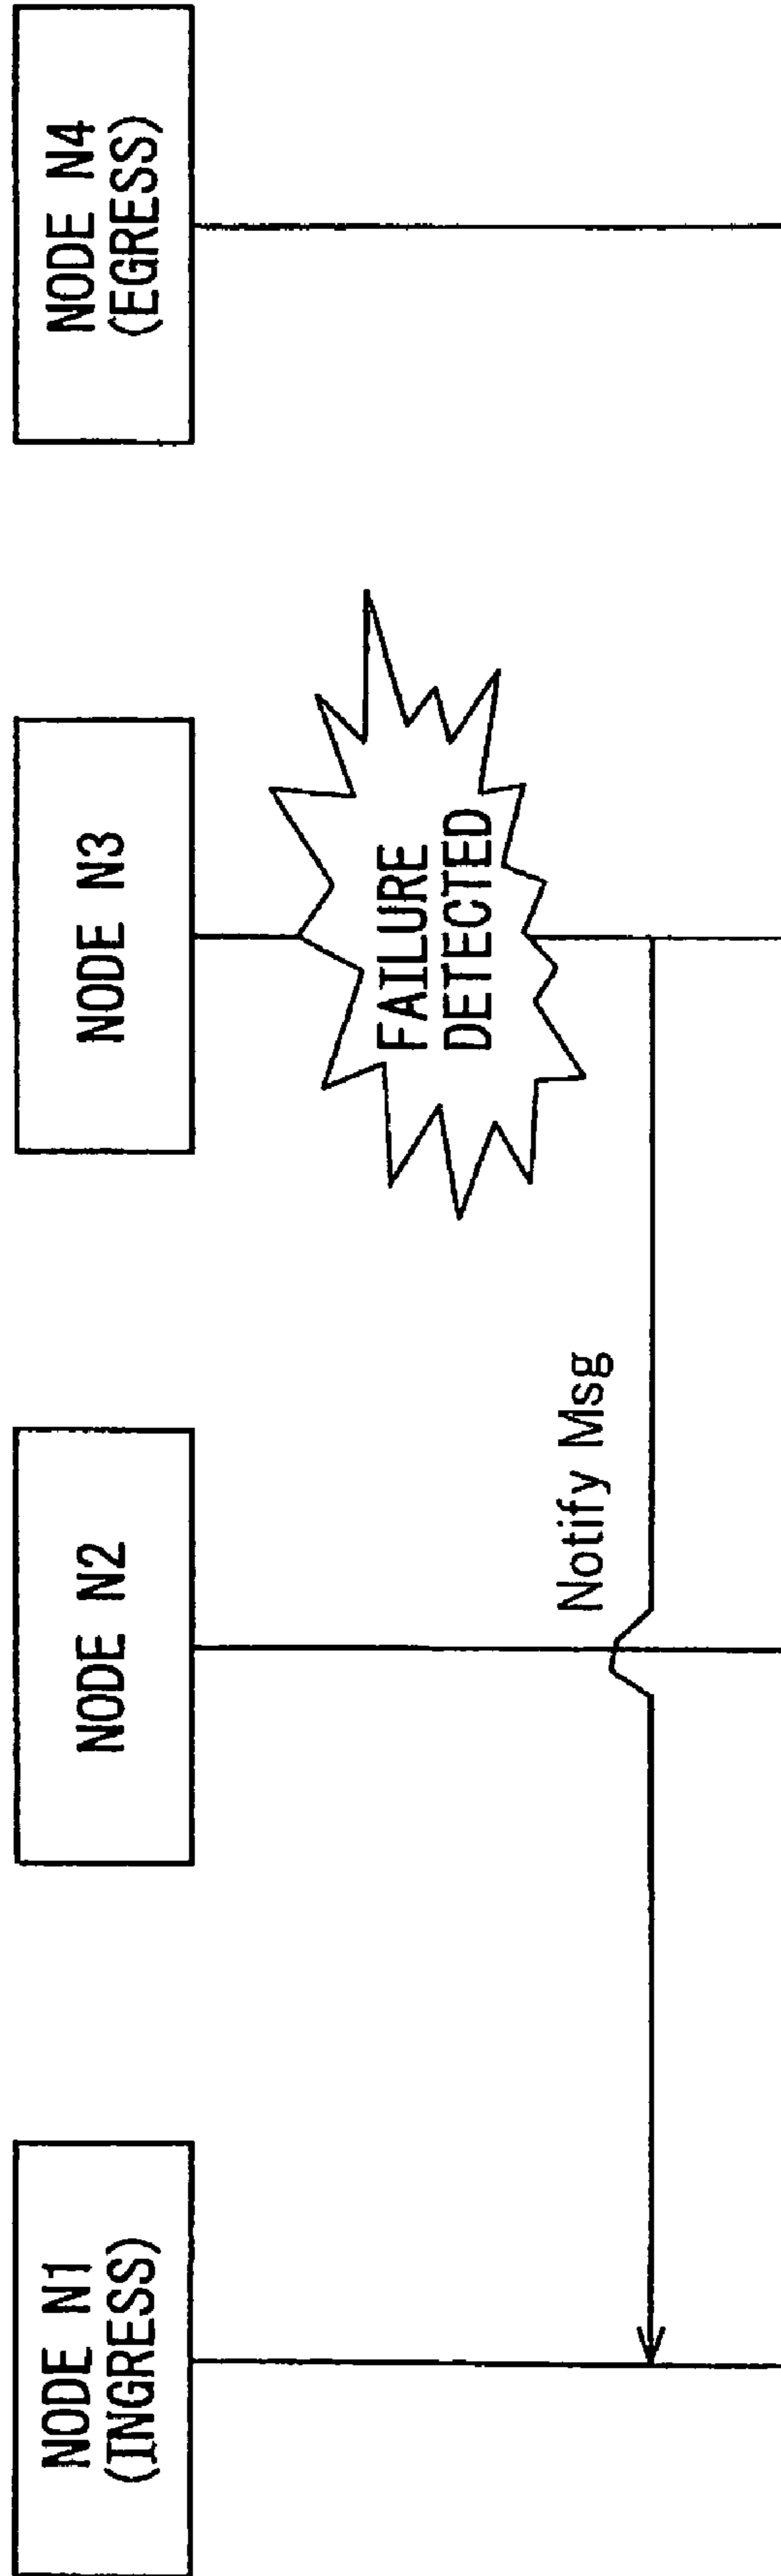 NODE N1
(INGRESS)
NODE N2
NODE N3
NODE N4
(EGRESS)
FAILURE
DETECTED
Notify Msg